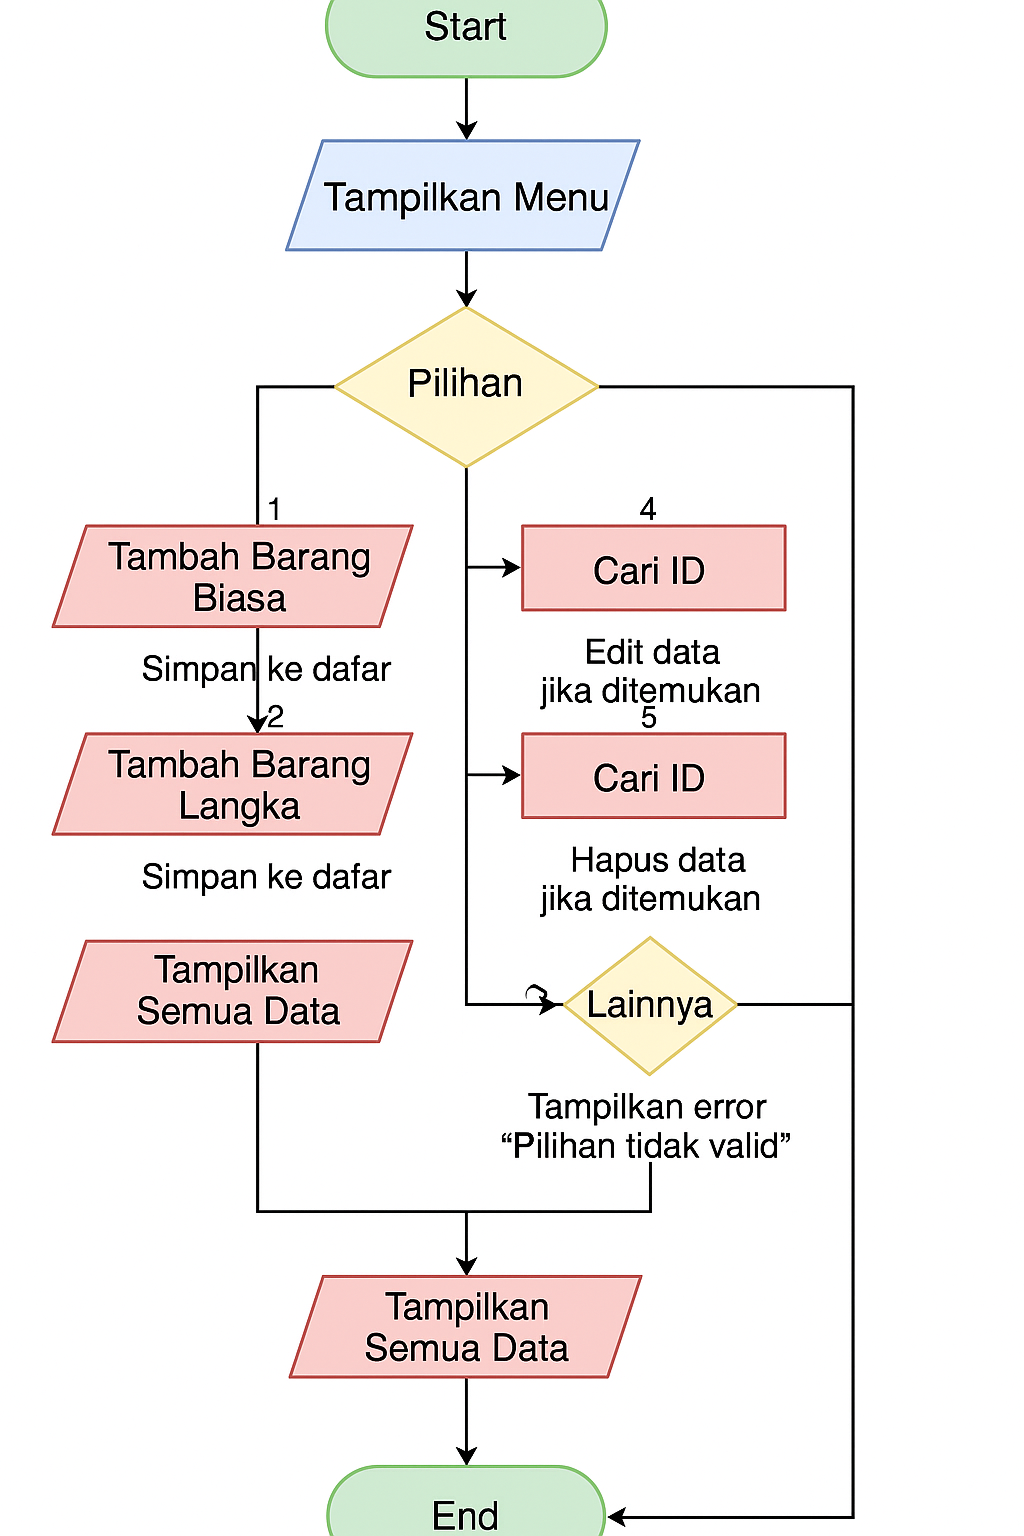 Start
Tampilkan Menu
Pilihan
1
Tambah Barang
Biasa
Simpan ke dafar
2
Tambah Barang
Langka
Simpan ke dafar
Tampilkan
Semua Data
4
Cari ID
Edit data
jika ditemukan
5
Cari ID
Hapus data
jika ditemukan
Lainnya
Tampilkan error
“Pilihan tidak valid”
Tampilkan
Semua Data
End